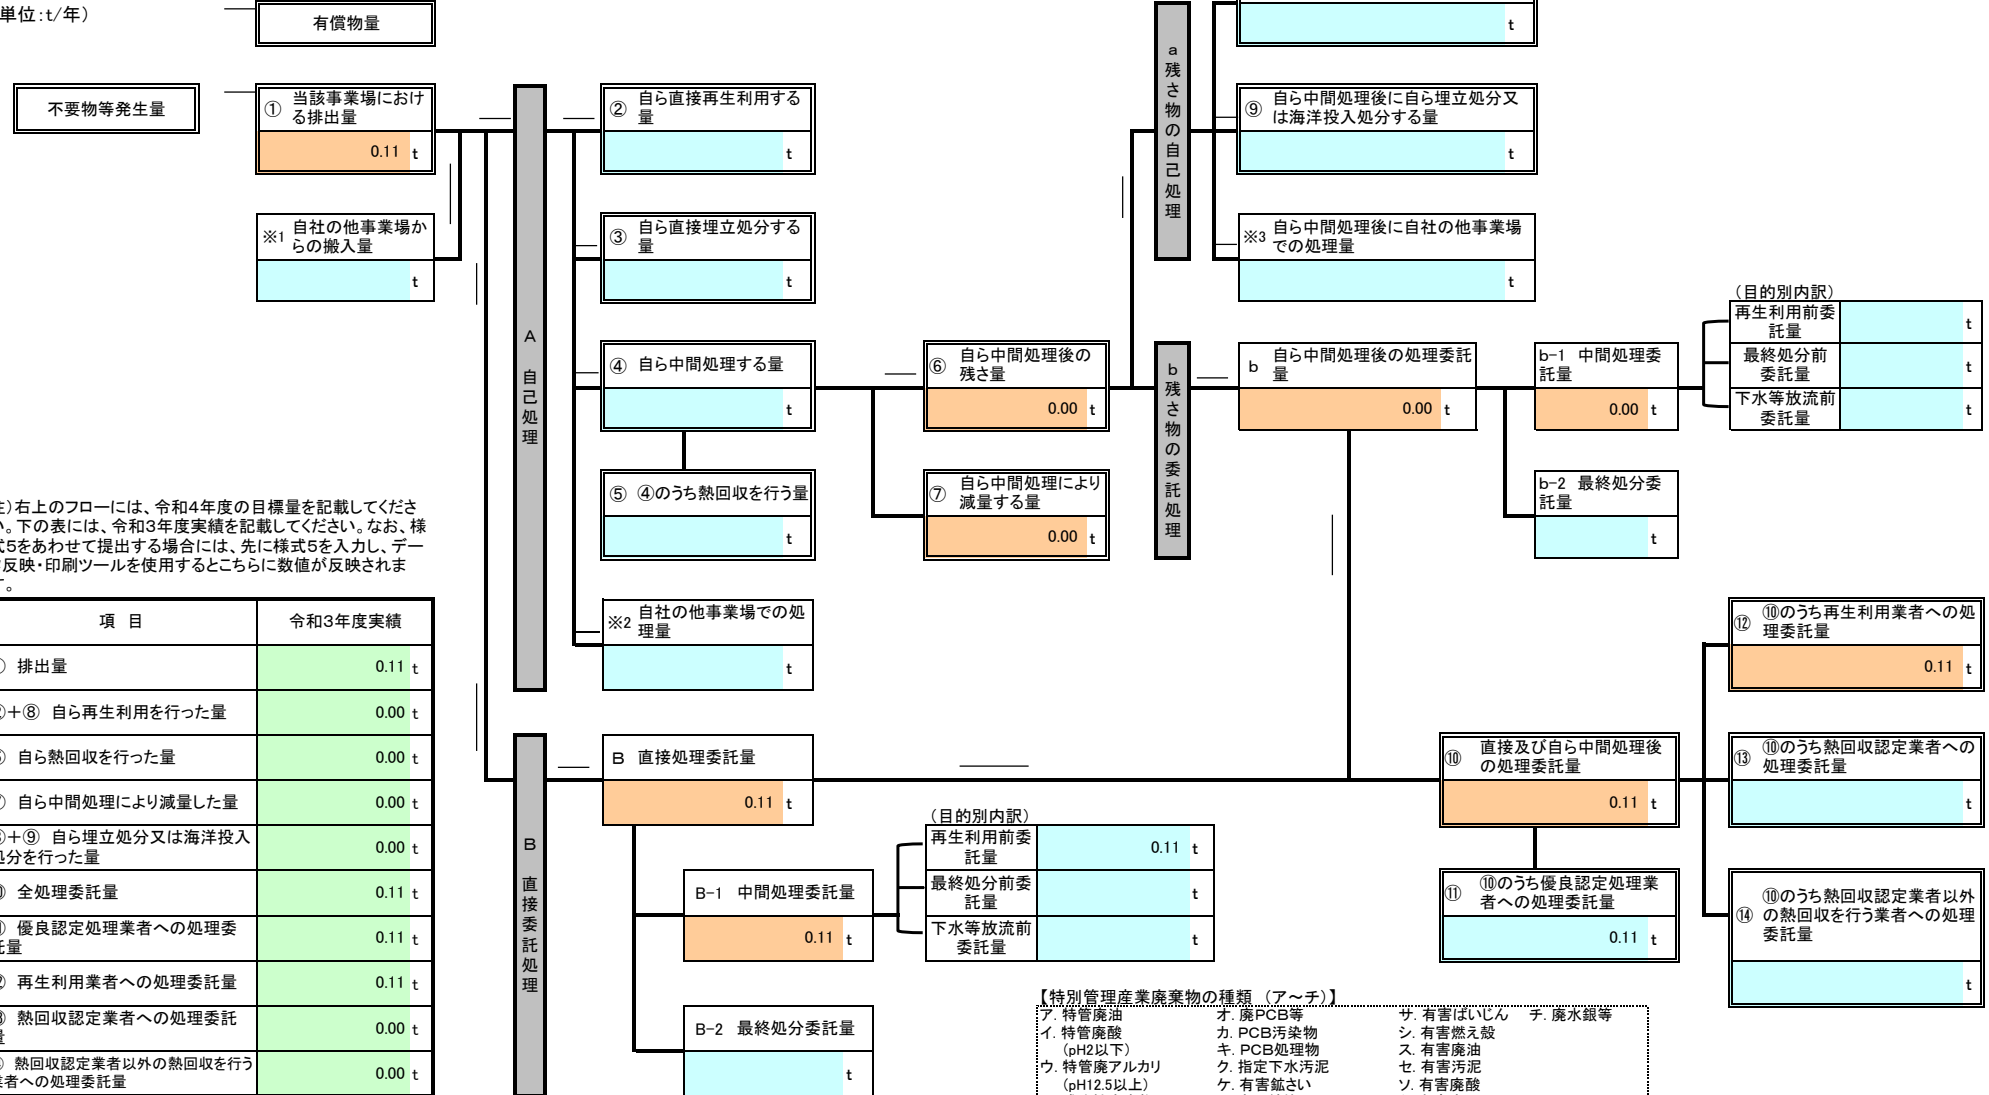 単位：t/年）
有償物量
t
不要物等発生量
① 当該事業場におけ
る排出量
0.11 t
※1 自社の他事業場か
らの搬入量
t
A 自己処理
② 自ら直接再生利用する
量
t
③ 自ら直接埋立処分する
量
t
④ 自ら中間処理する量
t
⑤ ④のうち熱回収を行う量
t
※2 自社の他事業場での処
理量
t
⑥ 自ら中間処理後の
残さ量
0.00 t
⑦ 自ら中間処理により
減量する量
0.00 t
a 残さ物の自己処理
⑨ 自ら中間処理後に自ら埋立処分又
は海洋投入処分する量
t
※3 自ら中間処理後に自社の他事業場
での処理量
t
b 残さ物の委託処理
b 自ら中間処理後の処理委託
量
0.00 t
b-1 中間処理委
託量
0.00 t
（目的別内訳）
再生利用前委
託量
t
最終処分前
委託量
t
下水等放流前
委託量
t
b-2 最終処分委
託量
t
）右上のフローには、令和4年度の目標量を記載してくださ
い。下の表には、令和3年度実績を記載してください。なお、様
式5をあわせて提出する場合には、先に様式5を入力し、デー
反映・印刷ツールを使用するとこちらに数値が反映されま
す。
項 目 令和3年度実績
排出量 0.11 t
＋⑧ 自ら再生利用を行った量 0.00 t
自ら熱回収を行った量 0.00 t
自ら中間処理により減量した量 0.00 t
＋⑨ 自ら埋立処分又は海洋投入
処分を行った量 0.00 t
全処理委託量 0.11 t
優良認定処理業者への処理委
託量 0.11 t
再生利用業者への処理委託量 0.11 t
熱回収認定業者への処理委託
量 0.00 t
熱回収認定業者以外の熱回収を行う
業者への処理委託量 0.00 t
B 直接委託処理
B 直接処理委託量
0.11 t
B-1 中間処理委託量
0.11 t
B-2 最終処分委託量
t
（目的別内訳）
再生利用前委
託量
0.11 t
最終処分前委
託量
t
下水等放流前
委託量
t
⑩ 直接及び自ら中間処理後
の処理委託量
0.11 t
⑪ ⑩のうち優良認定処理業
者への処理委託量
0.11 t
⑫ ⑩のうち再生利用業者への処
理委託量
0.11 t
⑬ ⑩のうち熱回収認定業者への
処理委託量
t
⑭ ⑩のうち熱回収認定業者以外
の熱回収を行う業者への処理
委託量
t
【特別管理産業廃棄物の種類 （ア～チ）】
ア. 特管廃油 オ. 廃PCB等 サ. 有害ばいじん チ. 廃水銀等
イ. 特管廃酸 カ. PCB汚染物 シ. 有害燃え殻
（pH2以下） キ. PCB処理物 ス. 有害廃油
ウ. 特管廃アルカリ ク. 指定下水汚泥 セ. 有害汚泥
（pH12.5以上） ケ. 有害鉱さい ソ. 有害廃酸